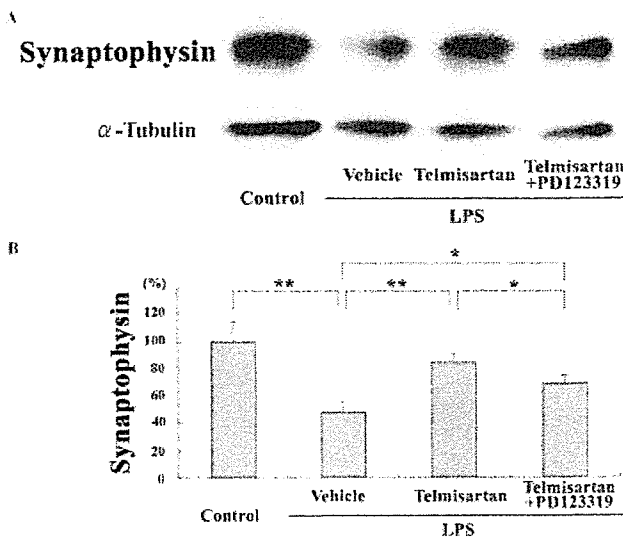 A
Synaptophysin
α-Tubulin
Control
Vehicle
Telmisartan
Telmisartan
+PD123319
LPS
B
Synaptophysin
(%)
120
100
80
60
40
20
0
*
**
**
*
Control
Vehicle
Telmisartan
Telmisartan
+PD123319
LPS